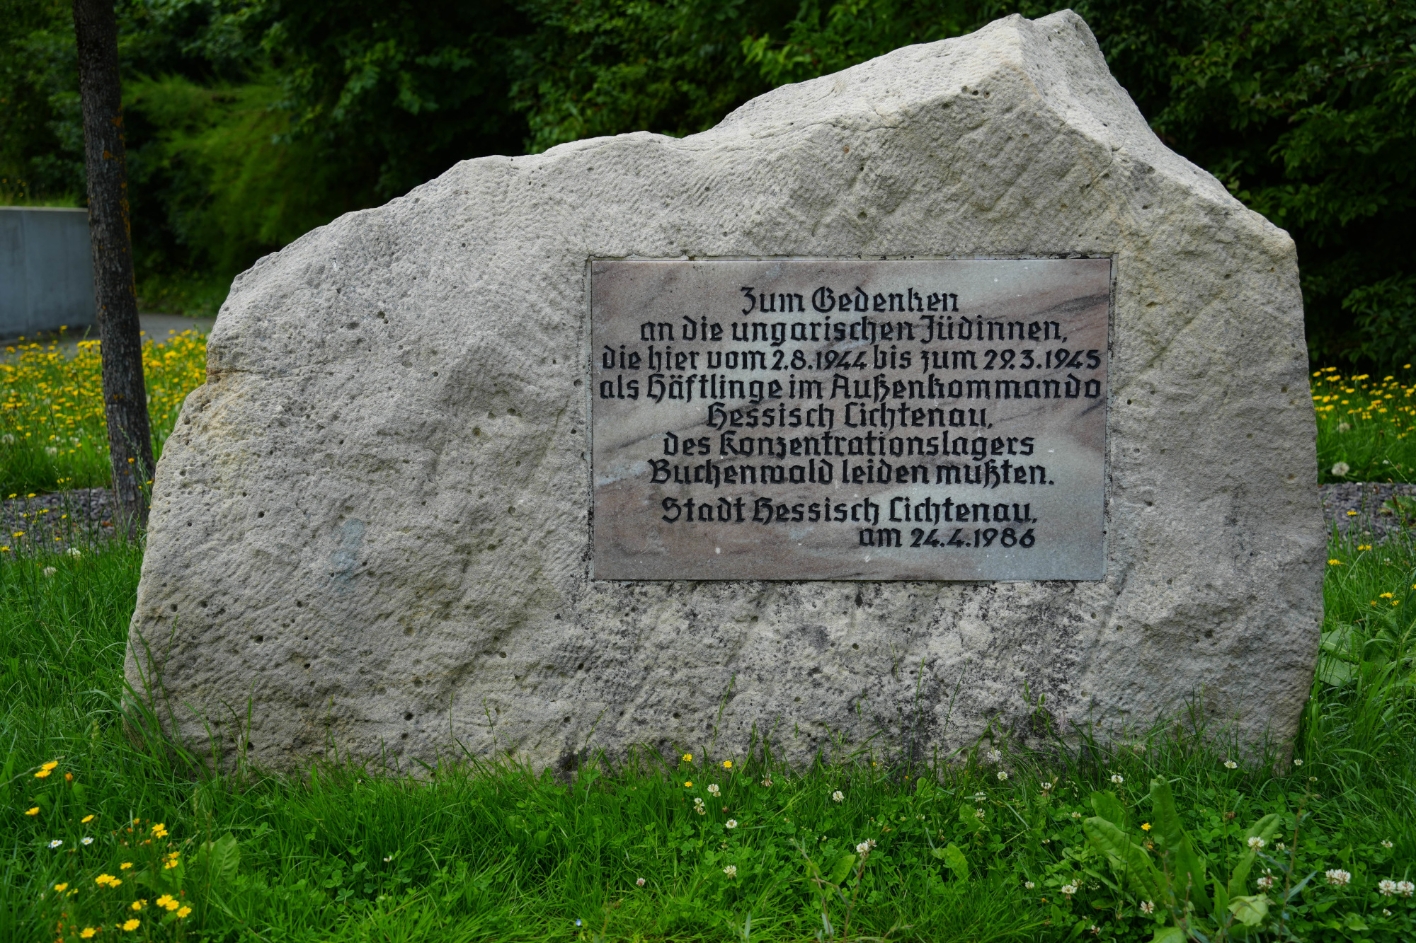 Zum Gedenken
an die ungarischen Jüdinnen,
die hier vom 2.8.1944 bis zum 29.3.1945
als Häftlinge im Außenkommando
Hessisch Lichtenau,
des Konzentrationslagers
Buchenwald leiden mußten.
Stadt Hessisch Lichtenau,
am 24.4.1986